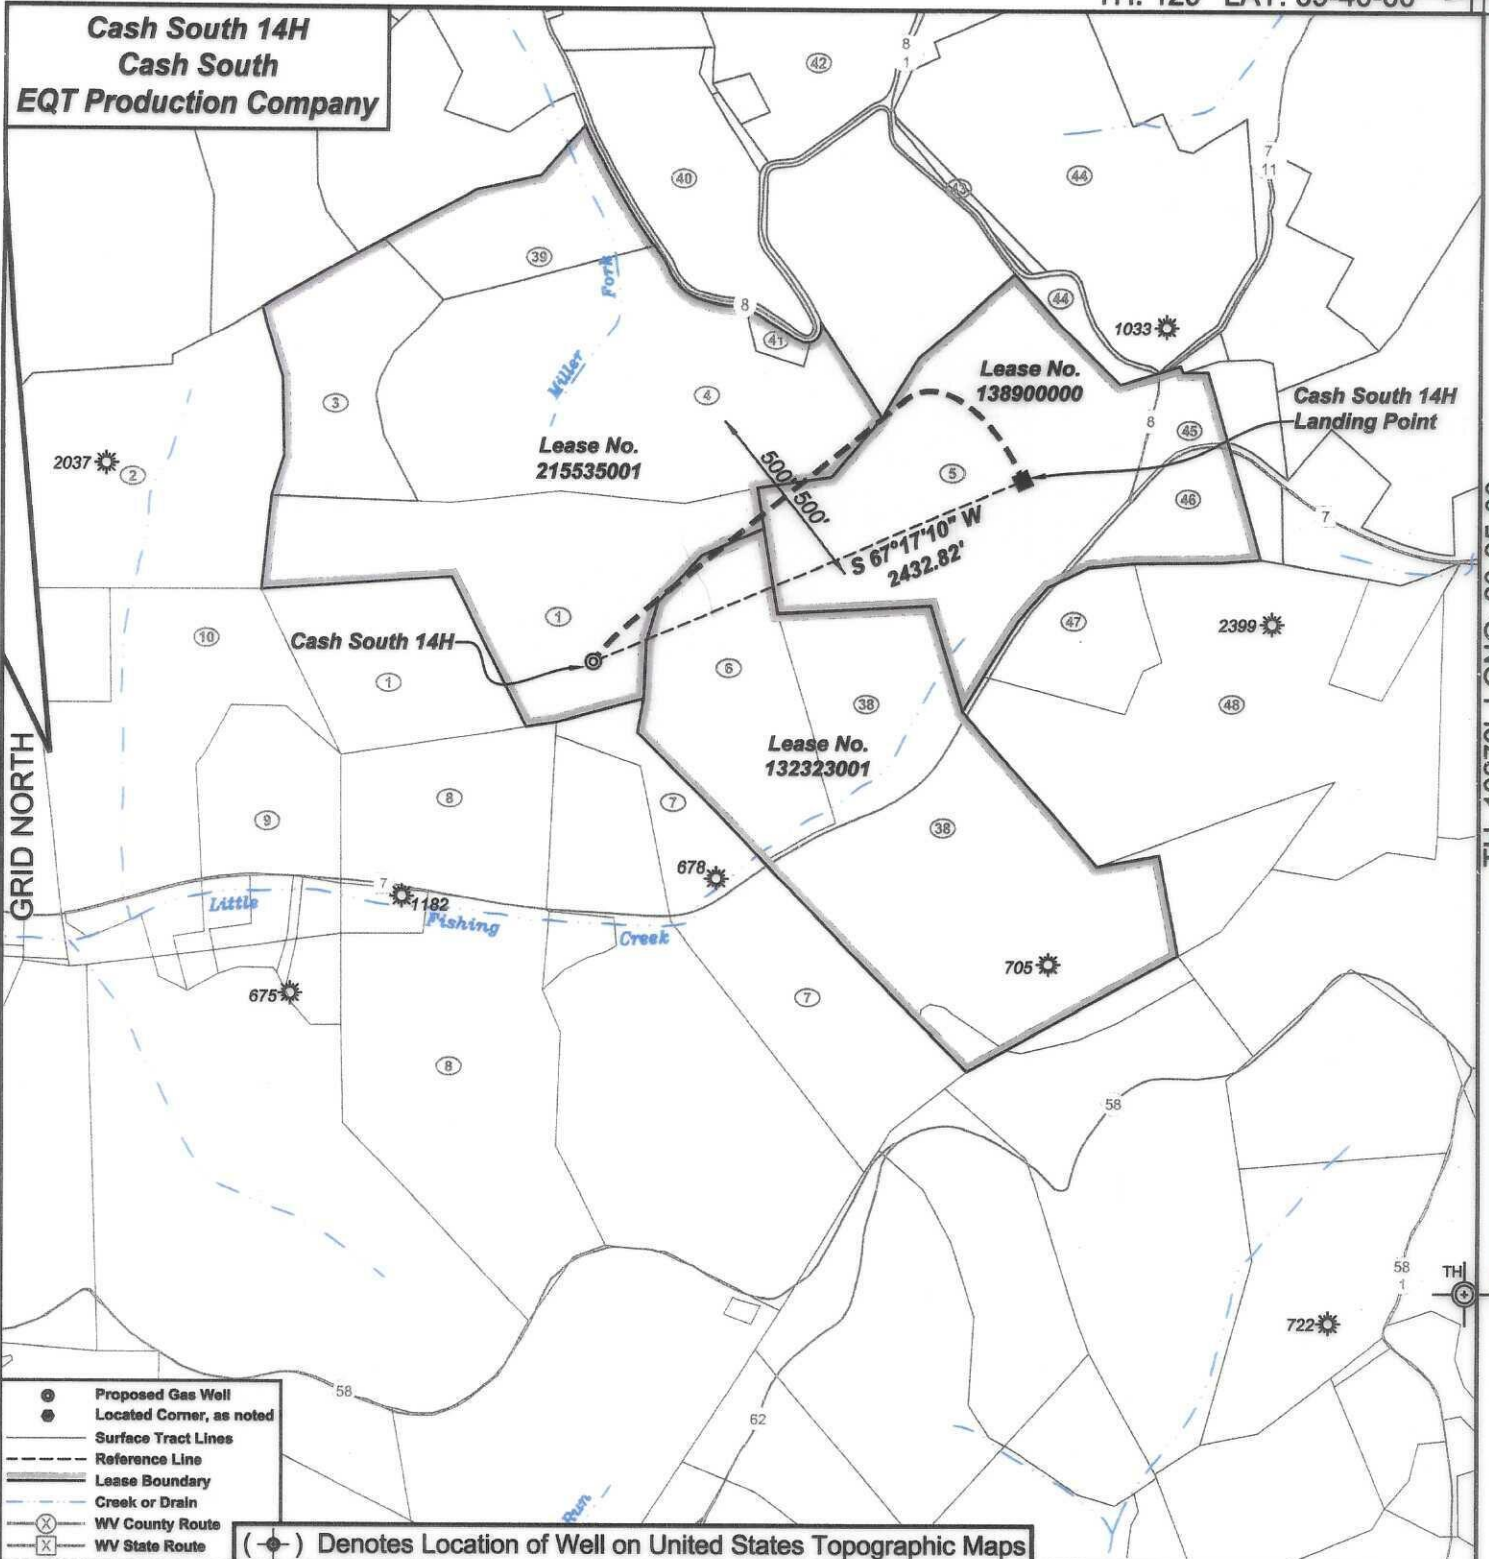 Cash South 14H
Cash South
EQT Production Company
42
8
1
7
11
40
43
44
39
Fork
8
44
1033
41
Miller
3
4
Lease No.
138900000
Cash South 14H
Landing Point
8
45
Lease No.
215535001
2037
2
500'
500'
5
46
7
S 67°17'10" W
2432.82'
1
10
Cash South 14H
47
2399
1
6
38
48
Lease No.
132323001
GRID NORTH
9
8
7
38
678
7
1182
Little
Fishing
Creek
675
705
7
8
58
58
1
TH
722
58
62
Run
Proposed Gas Well
Located Corner, as noted
Surface Tract Lines
Reference Line
Lease Boundary
Creek or Drain
X WV County Route
X WV State Route
( ) Denotes Location of Well on United States Topographic Maps